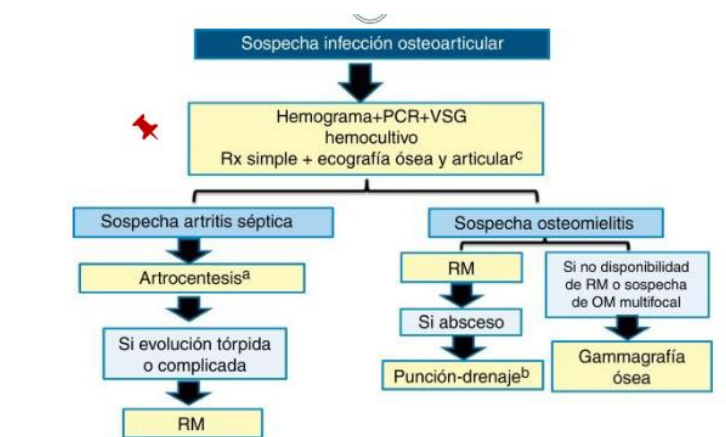 Sospecha infección osteoarticular
Hemograma+PCR+VSG
hemocultivo
Rx simple + ecografía ósea y articularᶜ
Sospecha artritis séptica
Artrocentesisᵃ
Si evolución tórpida
o complicada
RM
Sospecha osteomielitis
RM
Si absceso
Punción-drenajeᵇ
Si no disponibilidad
de RM o sospecha
de OM multifocal
Gammagrafía
ósea